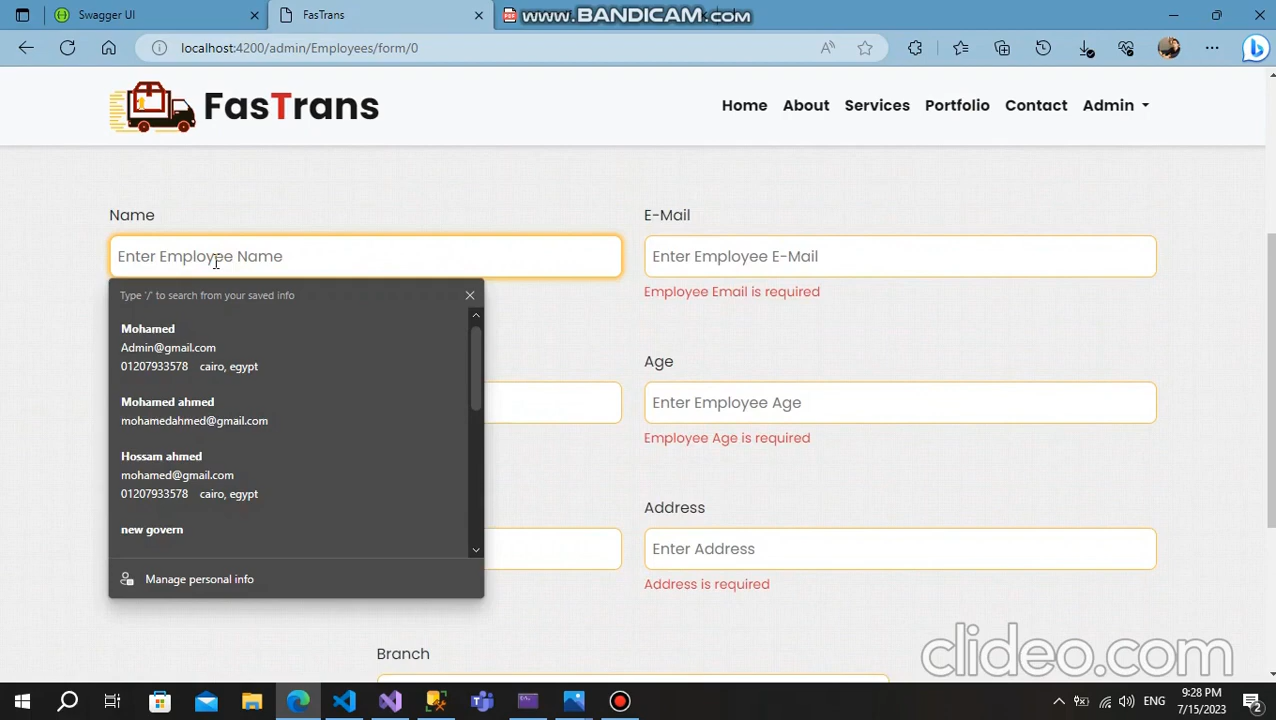 Swagger UI
FasTrans
www.BANDICAM.com
localhost:4200/admin/Employees/form/0
FasTrans
Home
About
Services
Portfolio
Contact
Admin
Name
E-Mail
Enter Employee Name
Enter Employee E-Mail
Employee Email is required
Type '/' to search from your saved info
Mohamed
Admin@gmail.com
01207933578 cairo, egypt
Mohamed ahmed
mohamedahmed@gmail.com
Hossam ahmed
mohamed@gmail.com
01207933578 cairo, egypt
new govern
Manage personal info
Age
Enter Employee Age
Employee Age is required
Address
Enter Address
Address is required
Branch
clideo.com
ENG
9:28 PM
7/15/2023
2